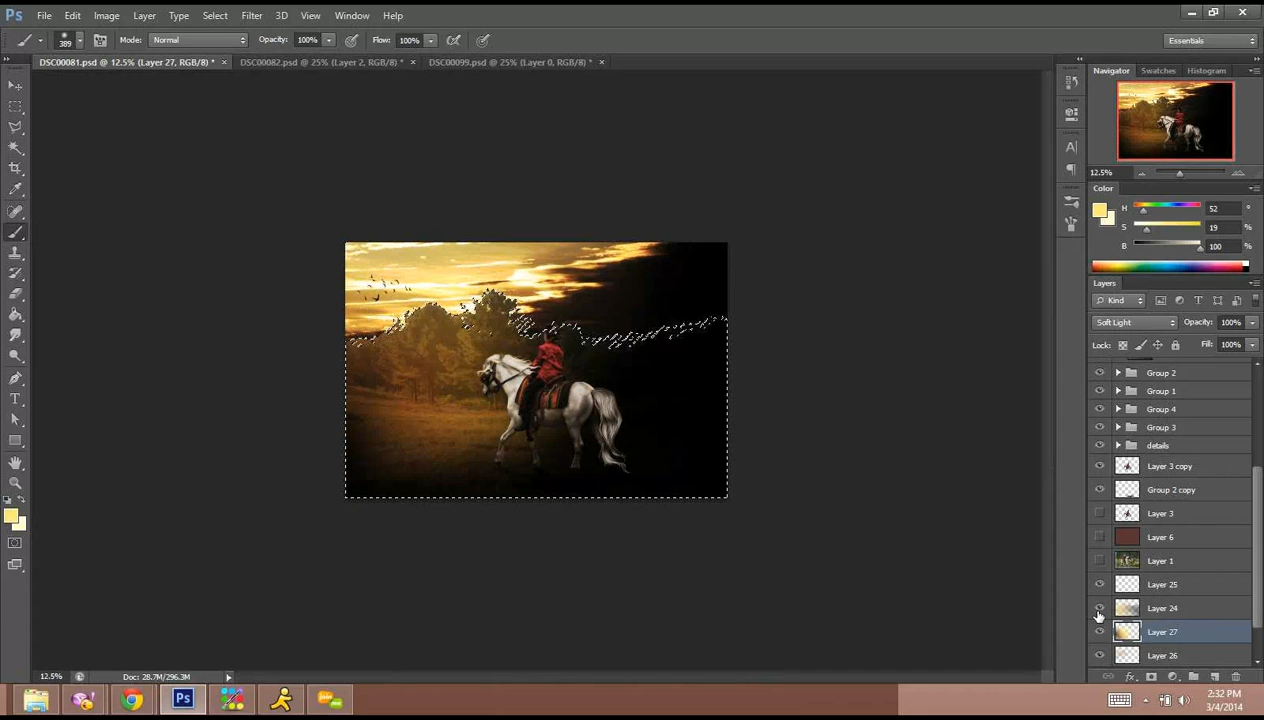 Ps File Edit Image Layer Type Select Filter 3D View Window Help
389 Mode: Normal Opacity: 100% Flow: 100% Essentials
DSC00081.psd @ 12.5% (Layer 27, RGB/8) * × DSC00082.psd @ 25% (Layer 2, RGB/8) * × DSC00099.psd @ 25% (Layer 0, RGB/8) * ×
Navigator Swatches Histogram
12.5%
Color
H 52 °
S 19 %
B 100 %
Layers
Kind
Soft Light Opacity: 100%
Lock: Fill: 100%
Group 2
Group 1
Group 4
Group 3
details
Layer 3 copy
Group 2 copy
Layer 3
Layer 6
Layer 1
Layer 25
Layer 24
Layer 27
Layer 26
12.5% Doc: 28.7M/296.3M
fx
Ps
2:32 PM
3/4/2014